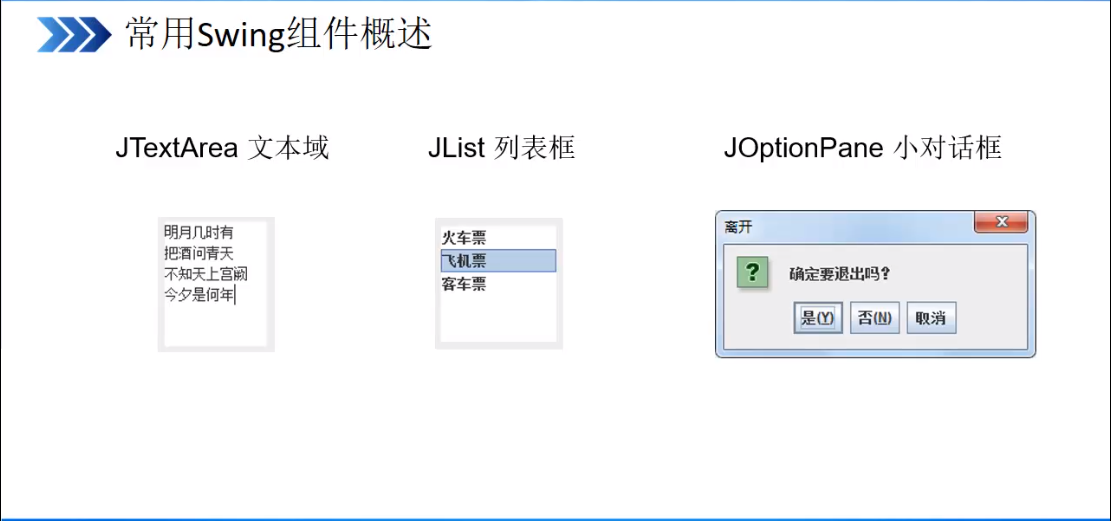 常用Swing组件概述
JTextArea 文本域
JList 列表框
JOptionPane 小对话框
明月几时有
把酒问青天
不知天上宫阙
今夕是何年
火车票
飞机票
客车票
离开
?
确定要退出吗?
是(Y)
否(N)
取消